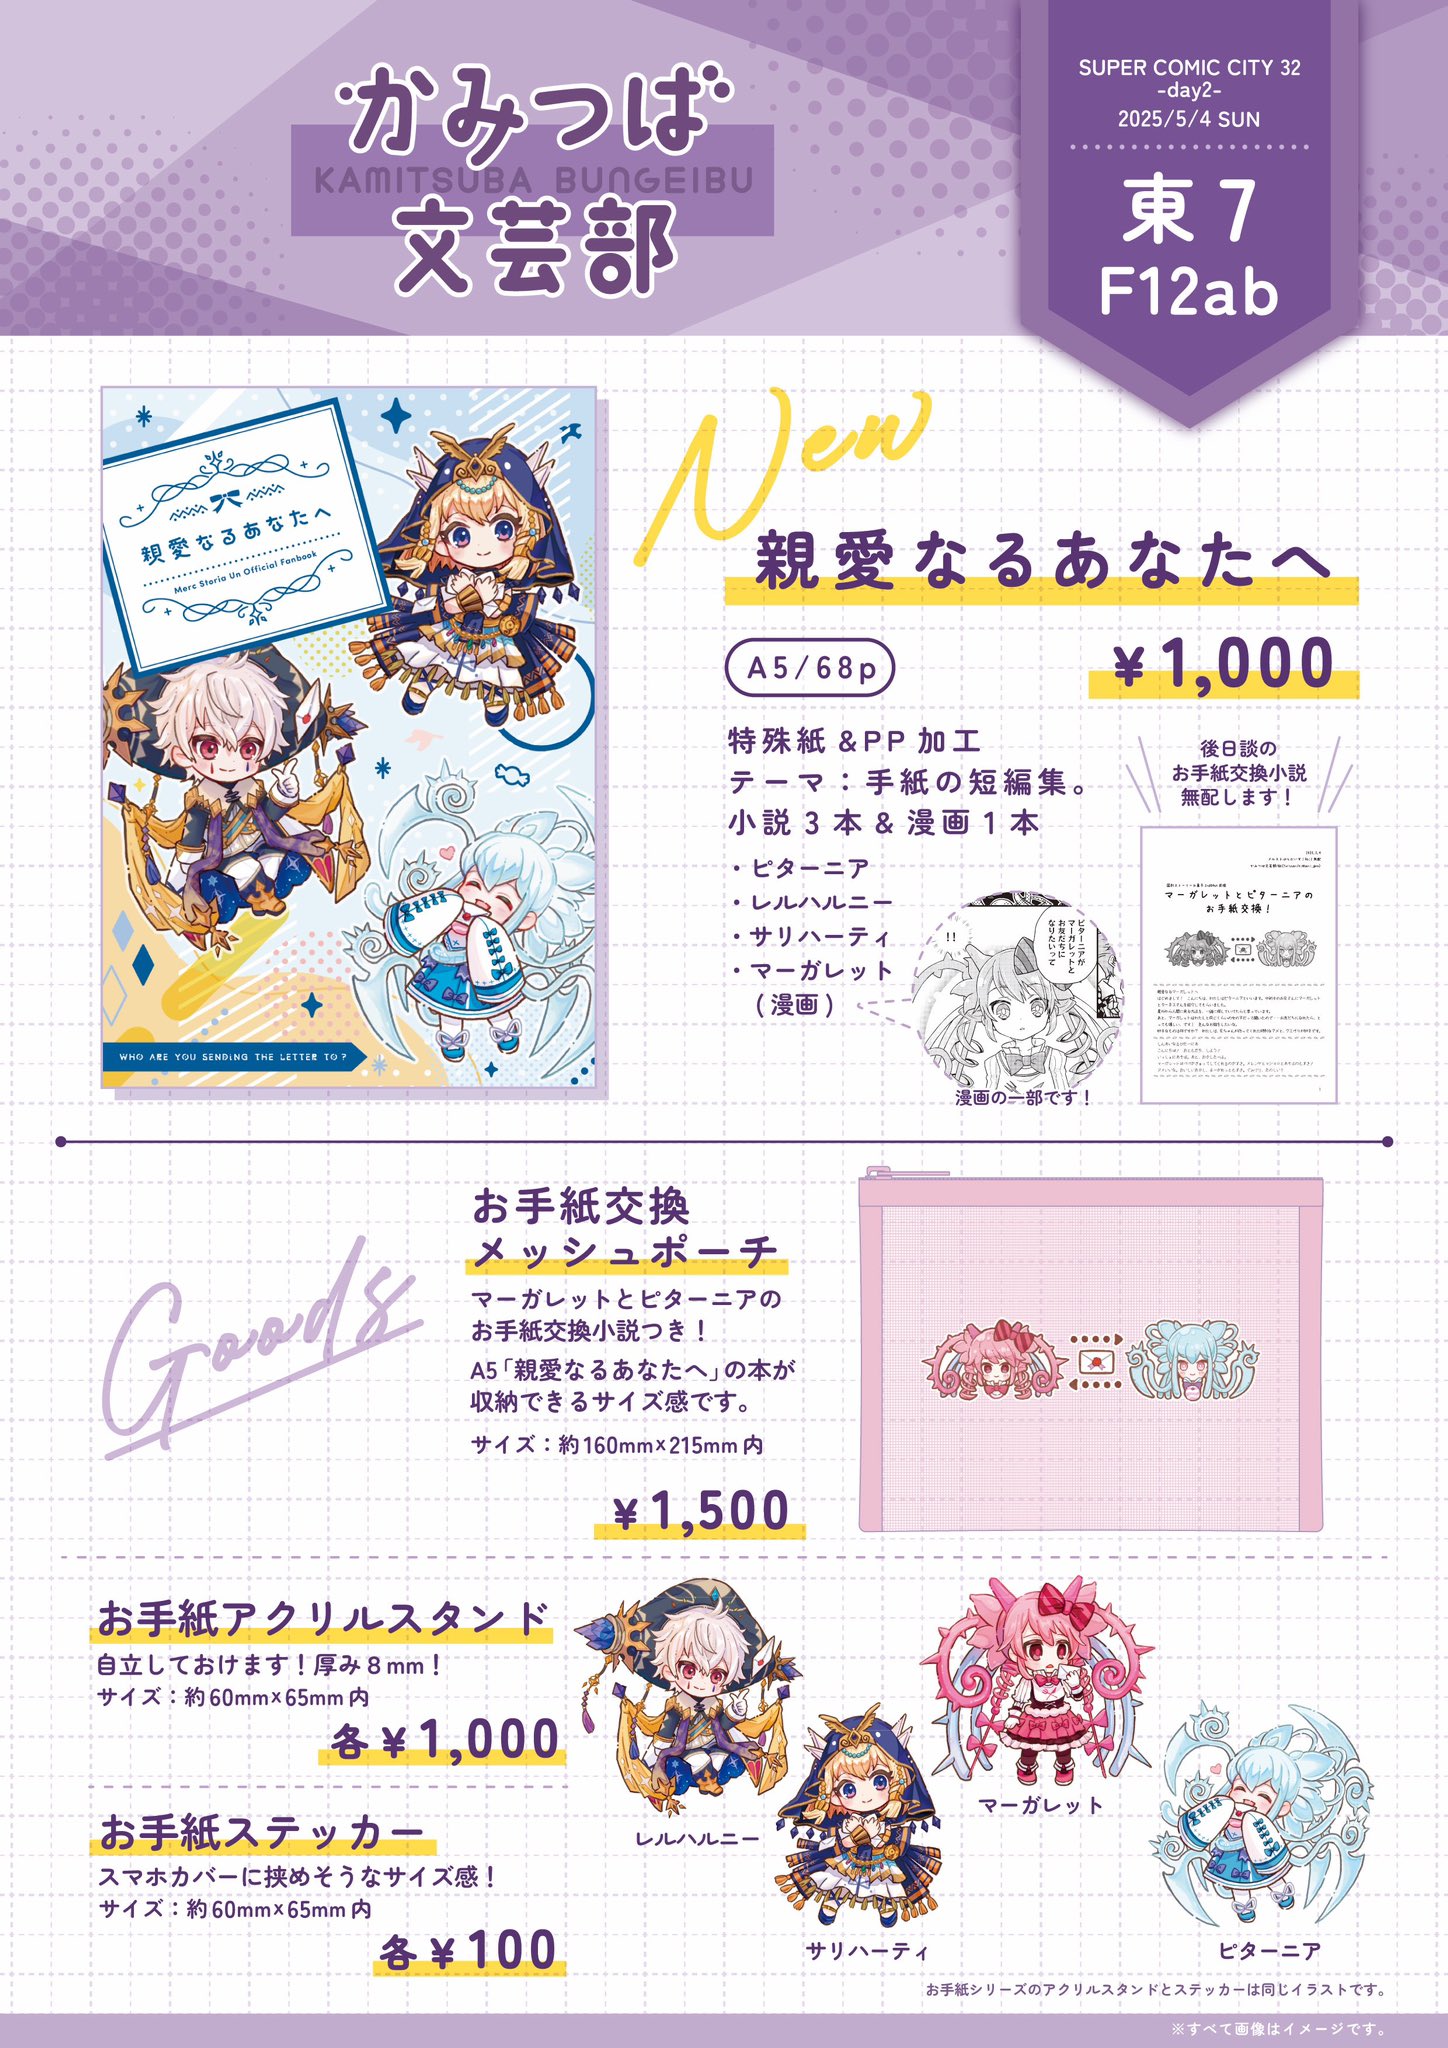 かみつば
KAMITSUBA BUNGEIBU
文芸部
SUPER COMIC CITY 32
-day2-
2025/5/4 SUN
東7
F12ab
親愛なるあなたへ
Merc Storia Un Official Fanbook
WHO ARE YOU SENDING THE LETTER TO?
New
親愛なるあなたへ
A5/68p
¥1,000
特殊紙&PP加工
テーマ：手紙の短編集。
小説3本&漫画1本
・ピターニア
・レルハルニー
・サリハーティ
・マーガレット
(漫画)
!!
ピターニアが
マーガレットと
お友だちに
なりたいって
漫画の一部です！
後日談の
お手紙交換小説
無配します！
マーガレットとピターニアの
お手紙交換！
Goods
お手紙交換
メッシュポーチ
マーガレットとピターニアの
お手紙交換小説つき！
A5「親愛なるあなたへ」の本が
収納できるサイズ感です。
サイズ：約160mm×215mm内
¥1,500
お手紙アクリルスタンド
自立しておけます！厚み8mm！
サイズ：約60mm×65mm内
各¥1,000
お手紙ステッカー
スマホカバーに挟めそうなサイズ感！
サイズ：約60mm×65mm内
各¥100
レルハルニー
サリハーティ
マーガレット
ピターニア
お手紙シリーズのアクリルスタンドとステッカーは同じイラストです。
※すべて画像はイメージです。